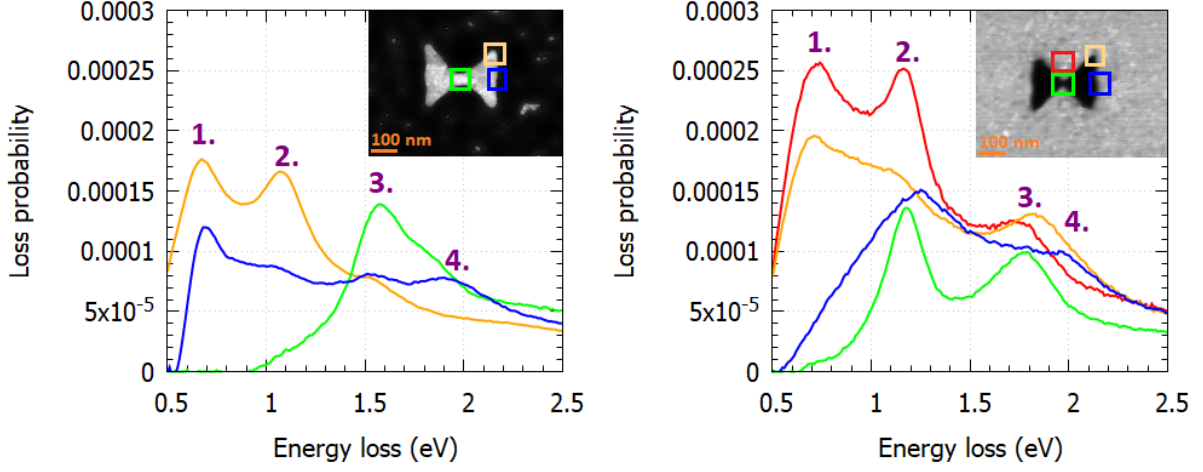 0.0003
0.00025
0.0002
0.00015
0.0001
5x10-5
0
0.5 1 1.5 2 2.5
Loss probability
Energy loss (eV)
1.
2.
3.
4.
100 nm
0.0003
0.00025
0.0002
0.00015
0.0001
5x10-5
0
0.5 1 1.5 2 2.5
Loss probability
Energy loss (eV)
1.
2.
3.
4.
100 nm